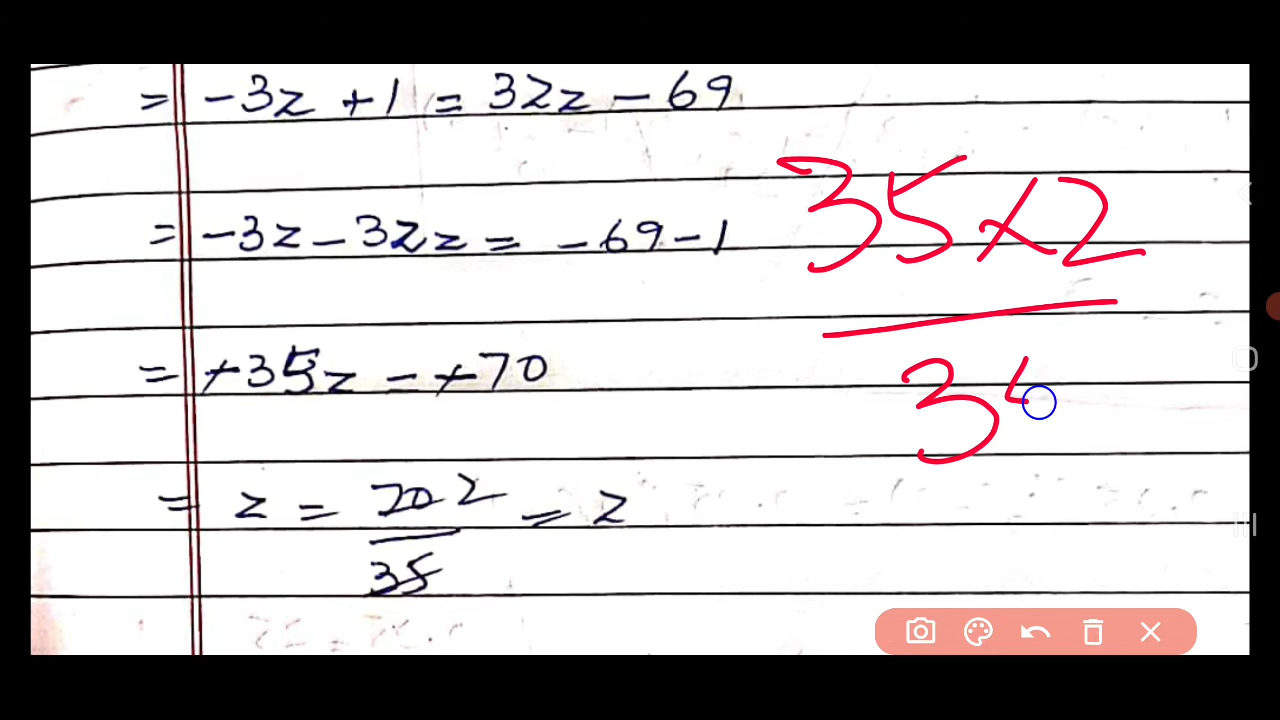 = -3z + 1 = 32z - 69
= -3z - 32z = -69 - 1
= +35z = +70
= z = 70 2
35
= 2
35 x 2
3